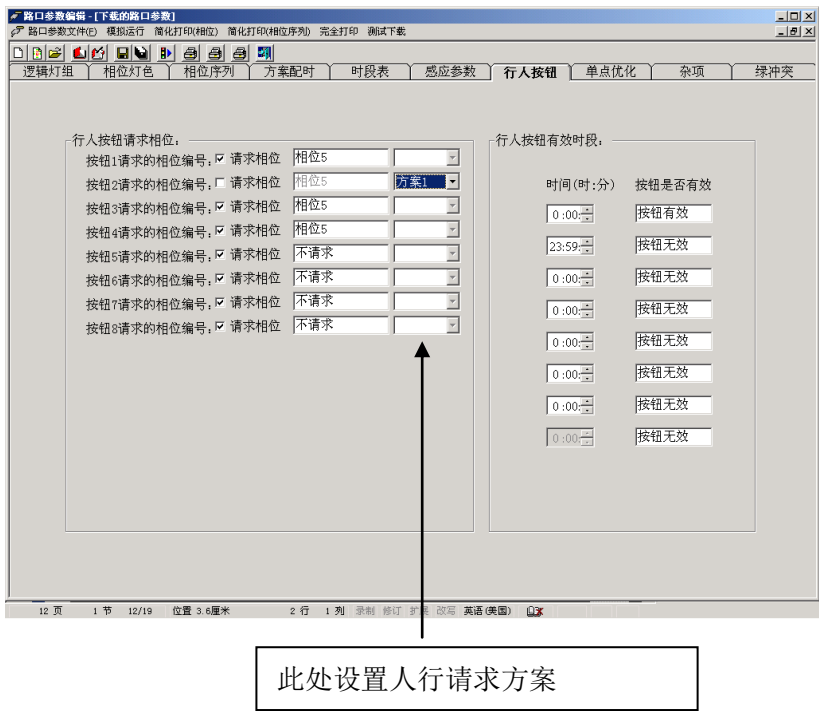 路口参数编辑 - [下载的路口参数]
路口参数文件(F) 模拟运行 简化打印(相位) 简化打印(相位序列) 完全打印 测试下载
逻辑灯组 相位灯色 相位序列 方案配时 时段表 感应参数 行人按钮 单点优化 杂项 绿冲突
行人按钮请求相位:
按钮1请求的相位编号: 请求相位 相位5
按钮2请求的相位编号: 请求相位 相位5 方案1
按钮3请求的相位编号: 请求相位 相位5
按钮4请求的相位编号: 请求相位 相位5
按钮5请求的相位编号: 请求相位 不请求
按钮6请求的相位编号: 请求相位 不请求
按钮7请求的相位编号: 请求相位 不请求
按钮8请求的相位编号: 请求相位 不请求
行人按钮有效时段:
时间(时:分) 按钮是否有效
0:00: 按钮有效
23:59: 按钮无效
0:00: 按钮无效
0:00: 按钮无效
0:00: 按钮无效
0:00: 按钮无效
0:00: 按钮无效
0:00: 按钮无效
12 页 1 节 12/19 位置 3.6厘米 2 行 1 列 录制 修订 扩展 改写 英语(美国)
此处设置人行请求方案